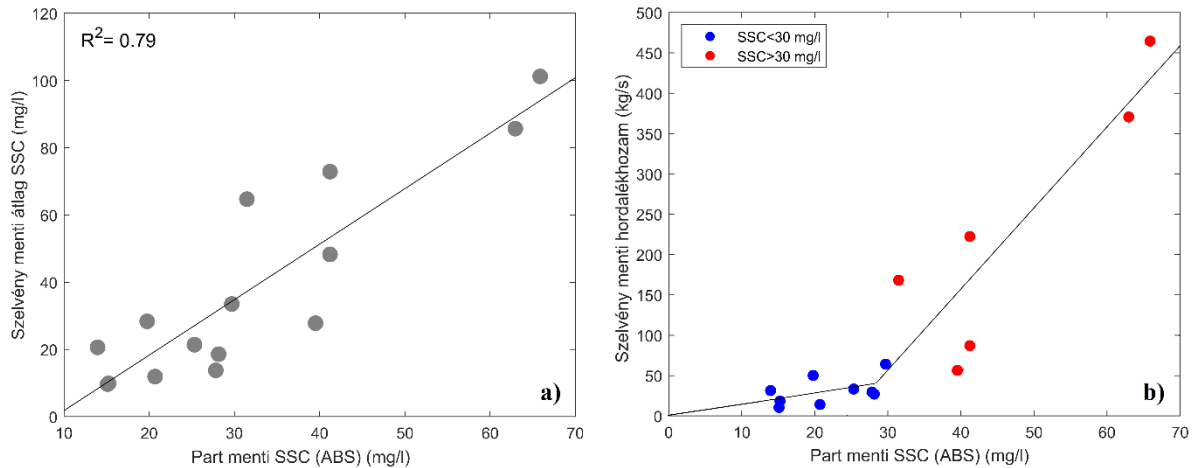 R2= 0.79
120
100
80
60
40
20
0
10 20 30 40 50 60 70
Szelvény menti átlag SSC (mg/l)
Part menti SSC (ABS) (mg/l)
a)
SSC<30 mg/l
SSC>30 mg/l
500
450
400
350
300
250
200
150
100
50
0
0 10 20 30 40 50 60 70
Szelvény menti hordalékhozam (kg/s)
Part menti SSC (ABS) (mg/l)
b)